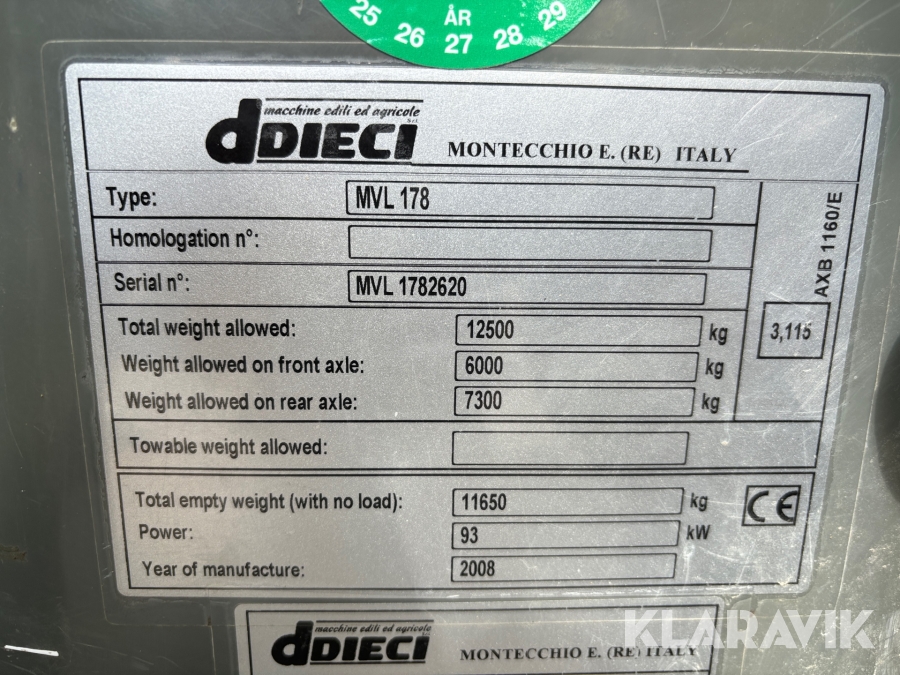 ÅR
25 26 27 28 29
macchine edili ed agricole
S.r.l.
dDIECI MONTECCHIO E. (RE) ITALY
Type: MVL 178
Homologation n°:
Serial n°: MVL 1782620
AXB 1160/E
Total weight allowed: 12500 kg
3,115
Weight allowed on front axle: 6000 kg
Weight allowed on rear axle: 7300 kg
Towable weight allowed:
Total empty weight (with no load): 11650 kg
CE
Power: 93 kW
Year of manufacture: 2008
macchine edili ed agricole
dDIECI MONTECCHIO E. (RE) ITALY
KLARAVIK